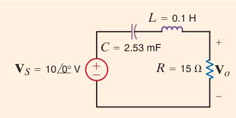 L = 0.1 H
+
C = 2.53 mF
V_S = 10/0° V
+
−
R = 15 Ω
V_o
−